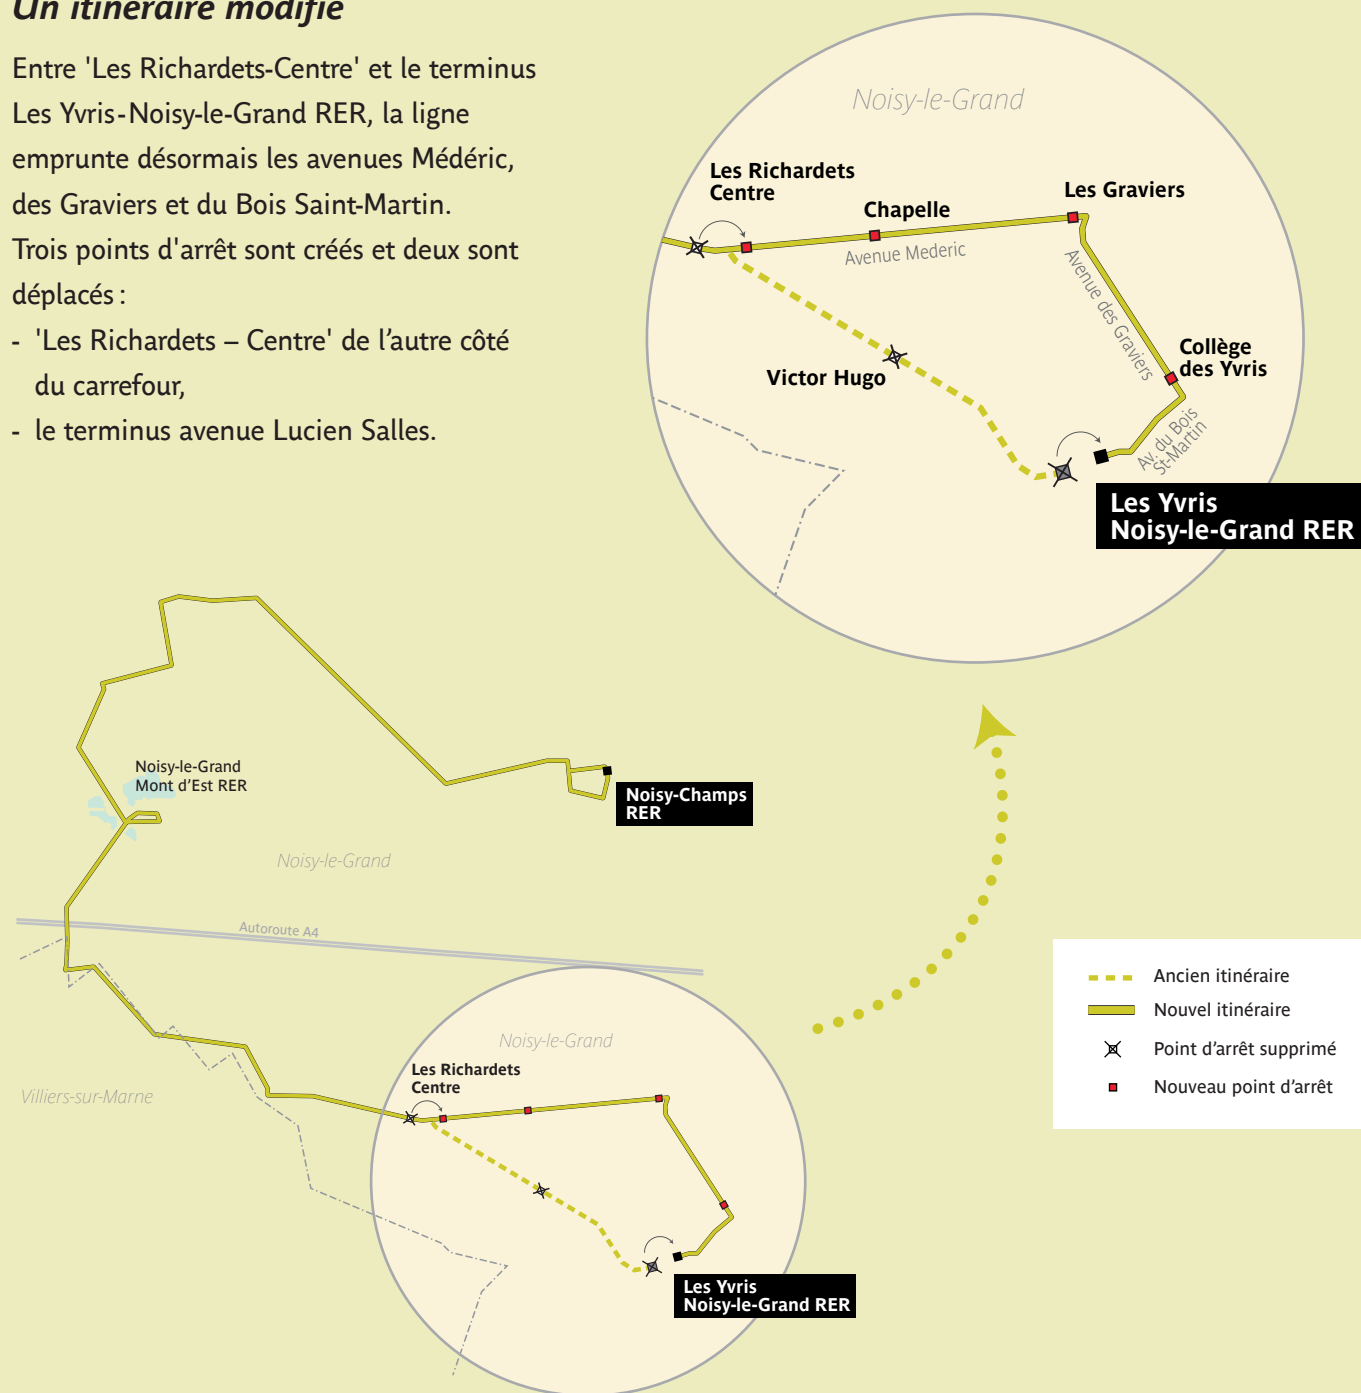 Un itinéraire modifié
Entre 'Les Richardets-Centre' et le terminus
Les Yvris-Noisy-le-Grand RER, la ligne
emprunte désormais les avenues Médéric,
des Graviers et du Bois Saint-Martin.
Trois points d'arrêt sont créés et deux sont
déplacés :
- 'Les Richardets – Centre' de l’autre côté
du carrefour,
- le terminus avenue Lucien Salles.
Noisy-le-Grand
Les Richardets
Centre
Chapelle
Les Graviers
Avenue Mederic
Avenue des Graviers
Victor Hugo
Collège
des Yvris
Av. du Bois
St-Martin
Les Yvris
Noisy-le-Grand RER
Noisy-le-Grand
Mont d’Est RER
Noisy-Champs
RER
Noisy-le-Grand
Autoroute A4
Villiers-sur-Marne
Noisy-le-Grand
Les Richardets
Centre
Les Yvris
Noisy-le-Grand RER
Ancien itinéraire
Nouvel itinéraire
Point d’arrêt supprimé
Nouveau point d’arrêt